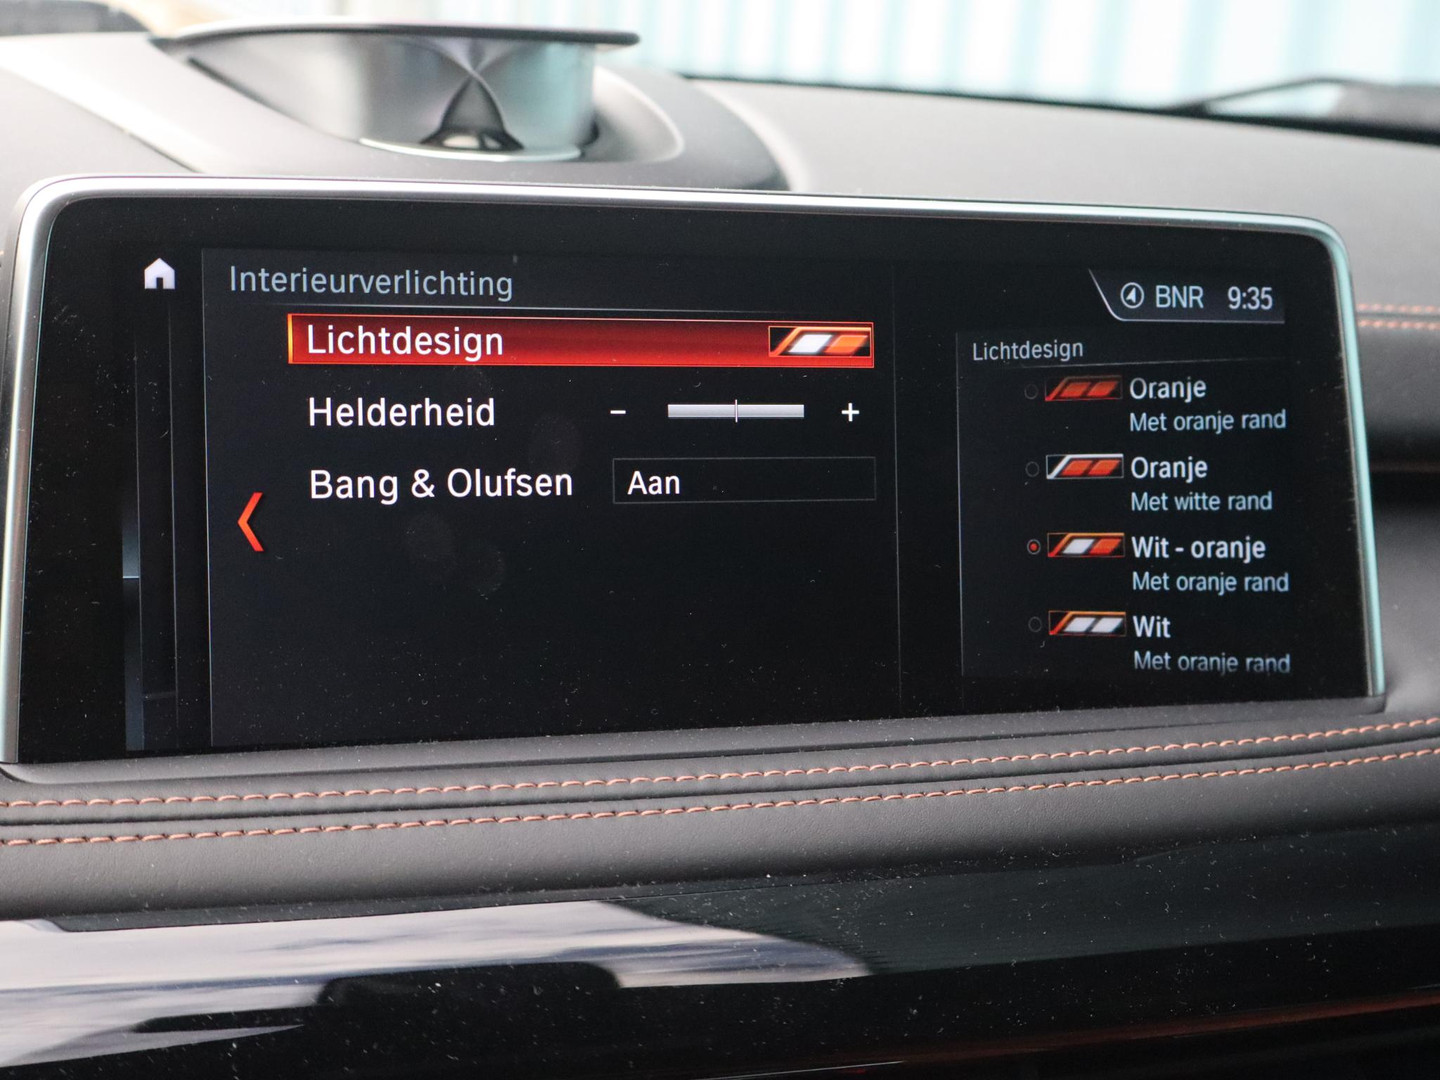 Interieurverlichting
Lichtdesign
Helderheid - +
Bang & Olufsen Aan
BNR 9:35
Lichtdesign
Oranje
Met oranje rand
Oranje
Met witte rand
Wit - oranje
Met oranje rand
Wit
Met oranje rand